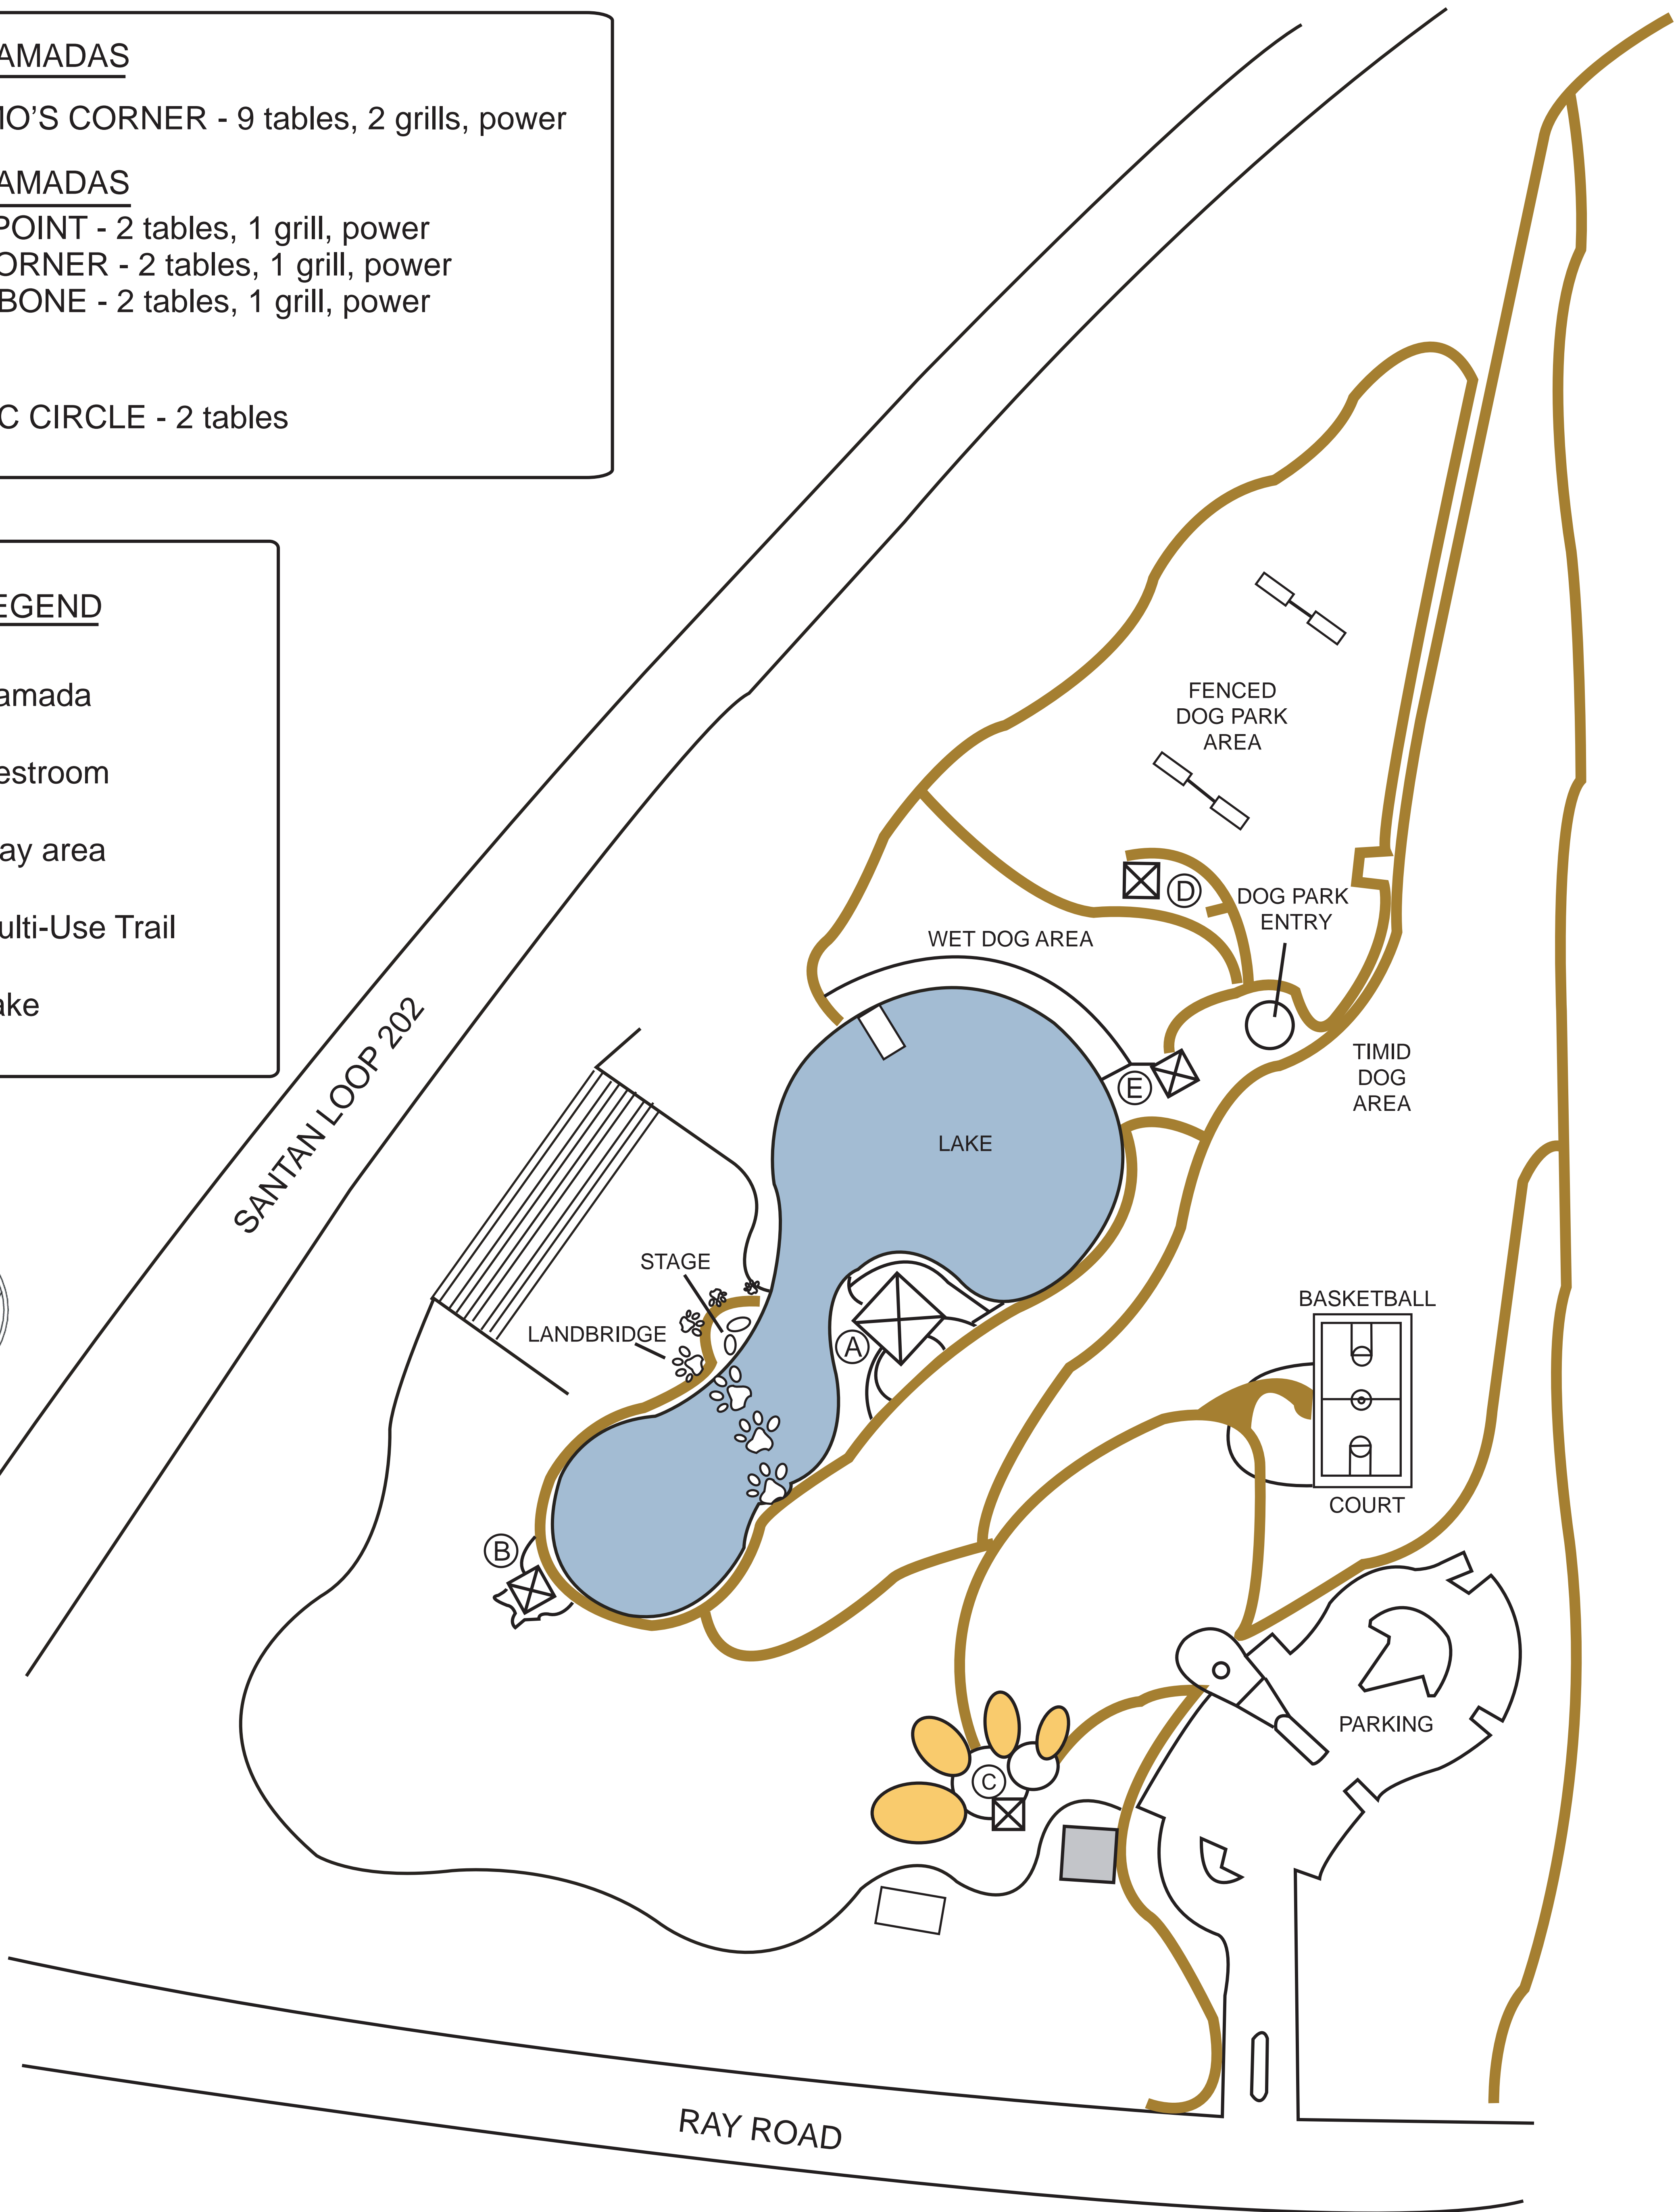 AMADAS
MO'S CORNER - 9 tables, 2 grills, power
AMADAS
POINT - 2 tables, 1 grill, power
ORNER - 2 tables, 1 grill, power
BONE - 2 tables, 1 grill, power
C CIRCLE - 2 tables
EGEND
amada
estroom
lay area
ulti-Use Trail
ake
SANTAN LOOP 202
FENCED
DOG PARK
AREA
D
DOG PARK
ENTRY
WET DOG AREA
TIMID
DOG
AREA
E
LAKE
STAGE
LANDBRIDGE
A
BASKETBALL
COURT
B
PARKING
C
RAY ROAD